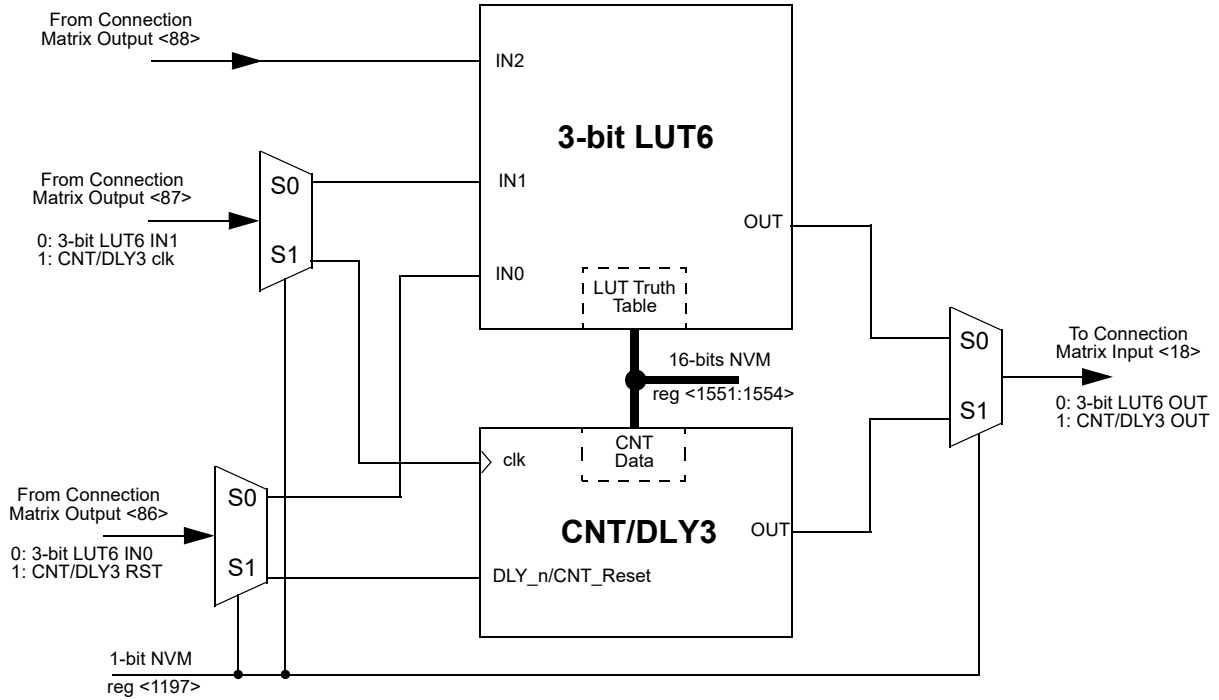 From Connection
Matrix Output <88>
IN2
3-bit LUT6
From Connection
Matrix Output <87>
S0
IN1
0: 3-bit LUT6 IN1
1: CNT/DLY3 clk
S1
OUT
IN0
LUT Truth
Table
16-bits NVM
reg <1551:1554>
S0
To Connection
Matrix Input <18>
S1
0: 3-bit LUT6 OUT
1: CNT/DLY3 OUT
CNT
Data
clk
From Connection
Matrix Output <86>
S0
CNT/DLY3
OUT
0: 3-bit LUT6 IN0
1: CNT/DLY3 RST
S1
DLY_n/CNT_Reset
1-bit NVM
reg <1197>